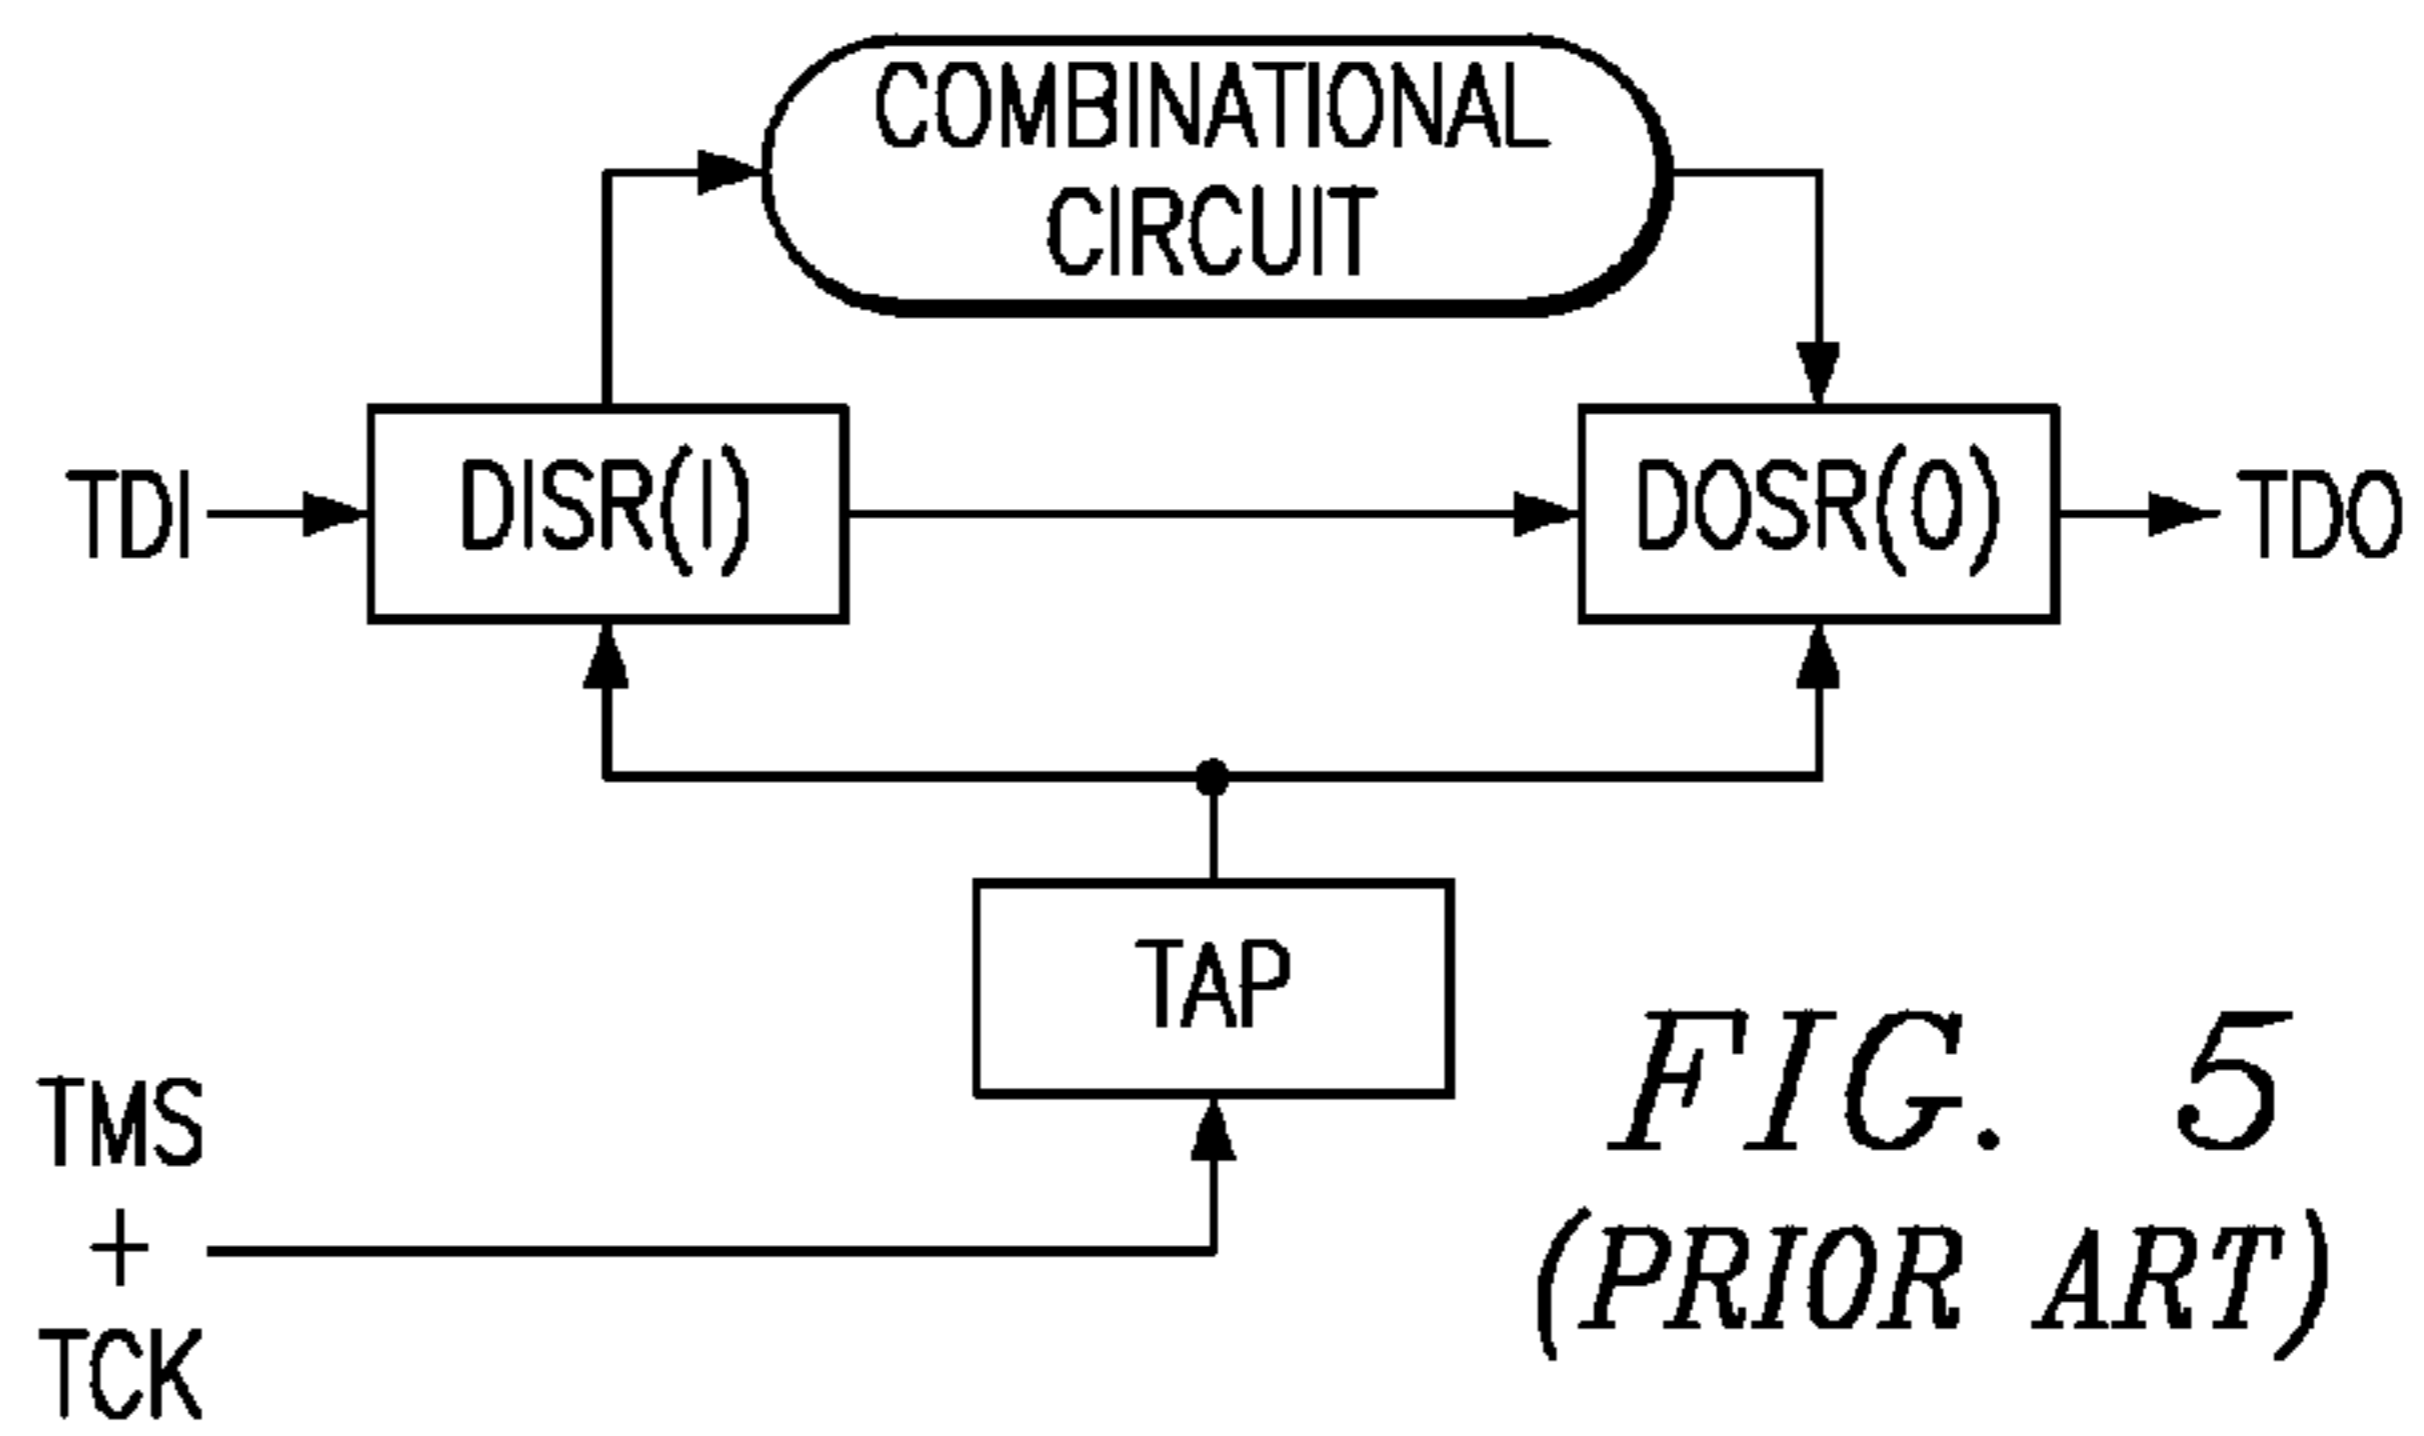 COMBINATIONAL
CIRCUIT
TDI
DISR(I)
DOSR(O)
TDO
TAP
TMS
+
TCK
FIG. 5
(PRIOR ART)